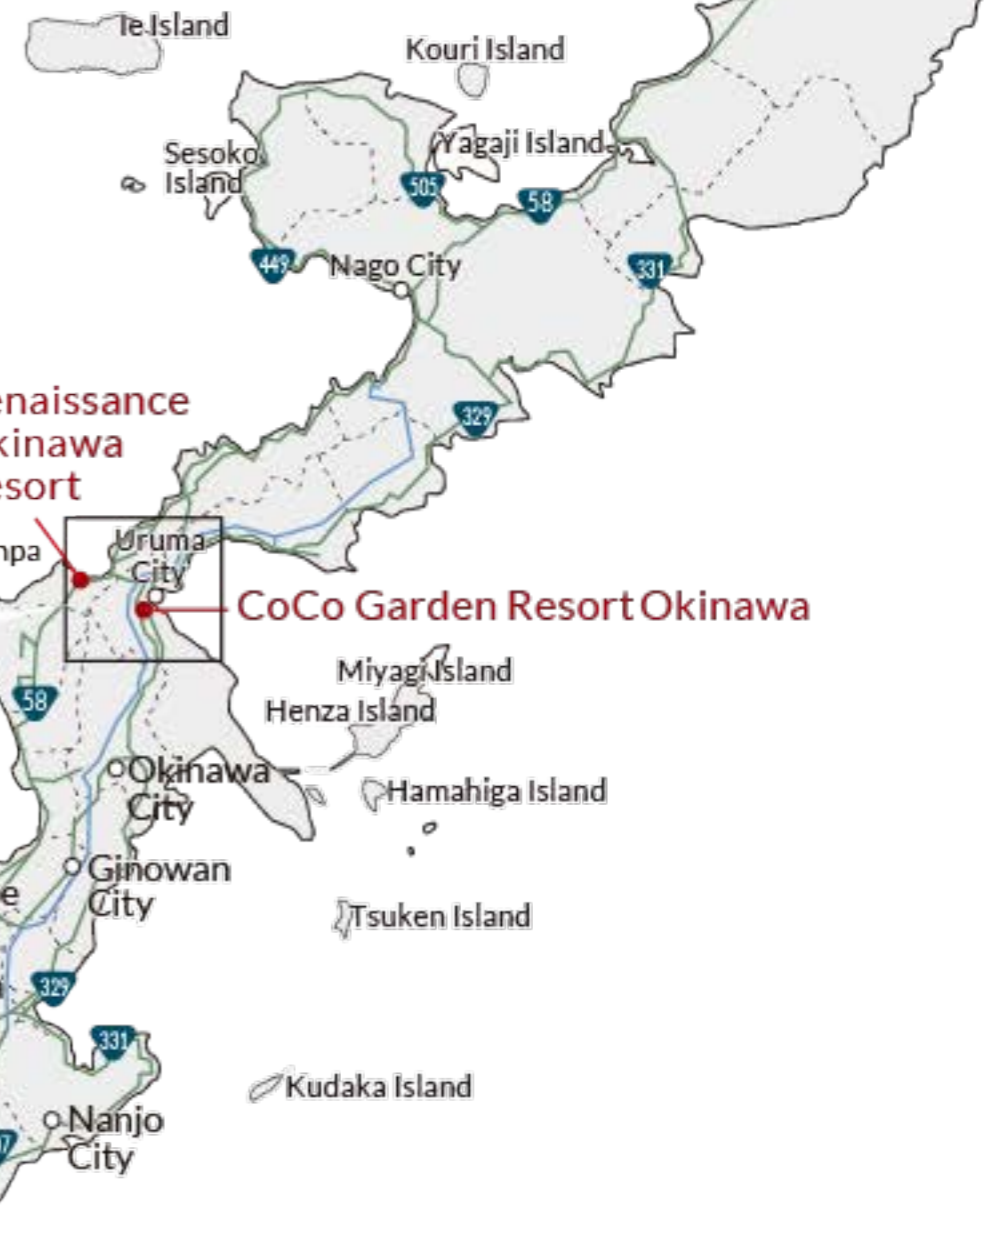 Ie Island
Kouri Island
Yagaji Island
Sesoko
Island
505
58
449
Nago City
331
enaissance
kinawa
esort
329
npa
Uruma
City
CoCo Garden Resort Okinawa
Miyagi Island
58
Henza Island
Okinawa
City
Hamahiga Island
Ginowan
City
e
Tsuken Island
329
331
Kudaka Island
Nanjo
City